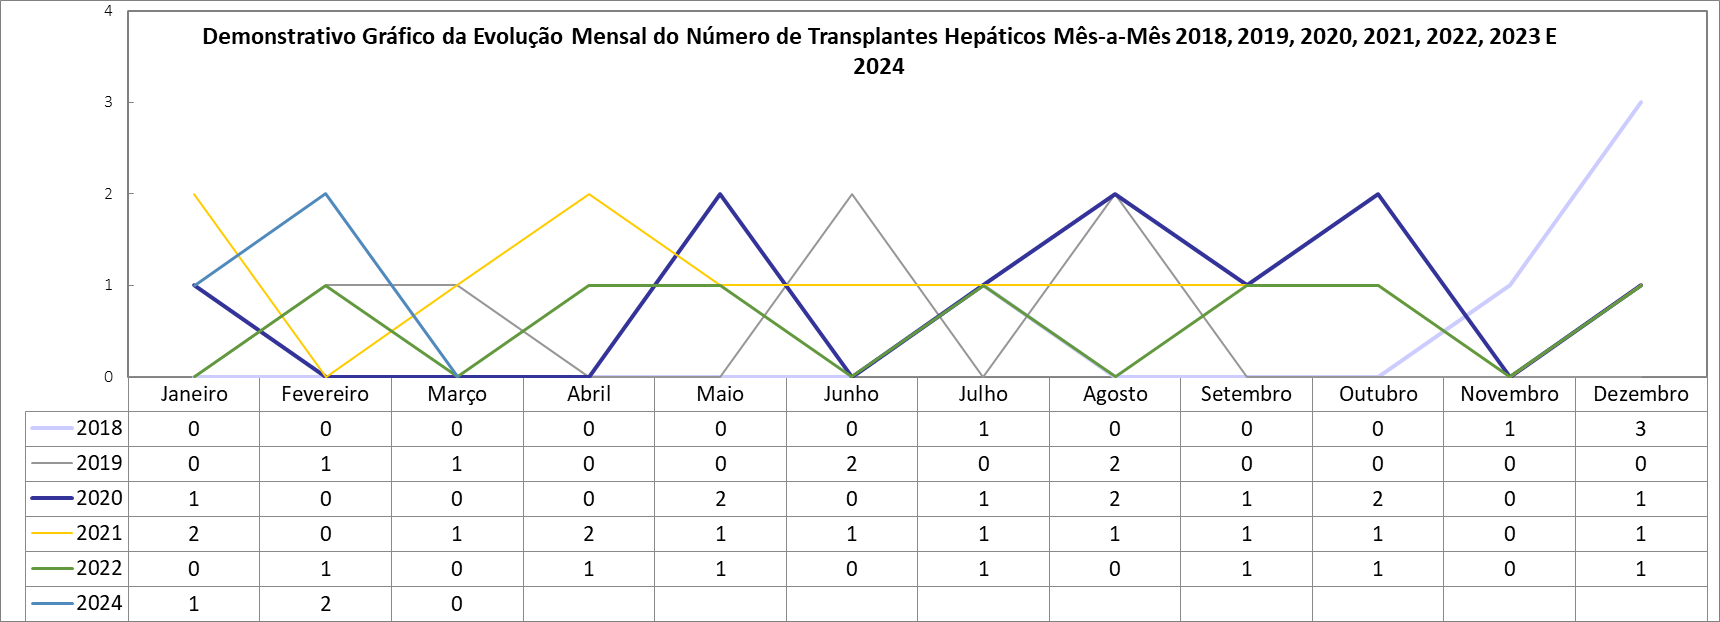 Demonstrativo Gráfico da Evolução Mensal do Número de Transplantes Hepáticos Mês-a-Mês 2018, 2019, 2020, 2021, 2022, 2023 E
2024
4
3
2
1
0
Janeiro Fevereiro Março Abril Maio Junho Julho Agosto Setembro Outubro Novembro Dezembro
2018 0 0 0 0 0 0 1 0 0 0 1 3
2019 0 1 1 0 0 2 0 2 0 0 0 0
2020 1 0 0 0 2 0 1 2 1 2 0 1
2021 2 0 1 2 1 1 1 1 1 1 0 1
2022 0 1 0 1 1 0 1 0 1 1 0 1
2024 1 2 0